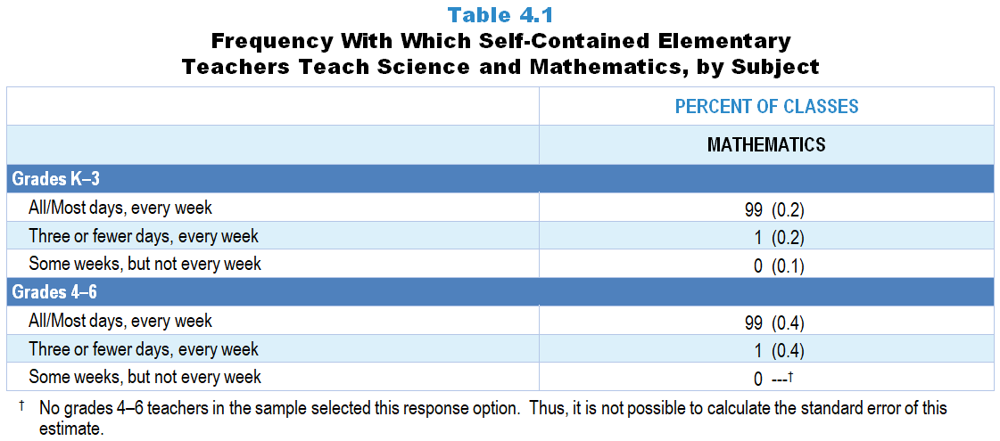 Table 4.1
Frequency With Which Self-Contained Elementary
Teachers Teach Science and Mathematics, by Subject
PERCENT OF CLASSES
MATHEMATICS
Grades K–3
All/Most days, every week 99 (0.2)
Three or fewer days, every week 1 (0.2)
Some weeks, but not every week 0 (0.1)
Grades 4–6
All/Most days, every week 99 (0.4)
Three or fewer days, every week 1 (0.4)
Some weeks, but not every week 0 ---†
† No grades 4–6 teachers in the sample selected this response option. Thus, it is not possible to calculate the standard error of this
estimate.